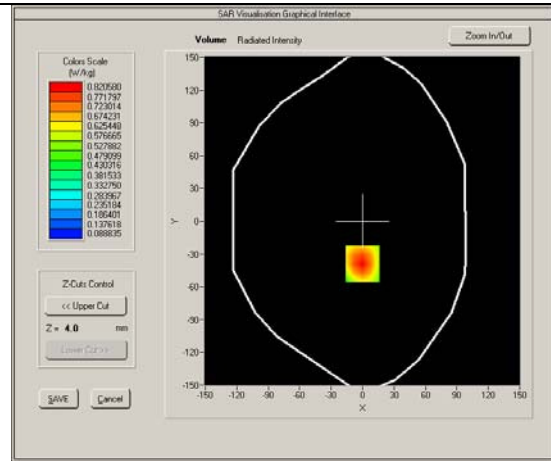 SAR Visualisation Graphical Interface
Volume Radiated Intensity
Zoom In/Out
Colors Scale
(W/kg)
0.820580
0.771797
0.723014
0.674231
0.625448
0.576665
0.527882
0.479099
0.430316
0.381533
0.332750
0.283967
0.235184
0.186401
0.137618
0.088835
Z-Cuts Control
<< Upper Cut
Z = 4.0 mm
Lower Cut >>
SAVE Cancel
150
120
90
60
30
0
-30
-60
-90
-120
-150
Y
-150 -120 -90 -60 -30 0 30 60 90 120 150
X